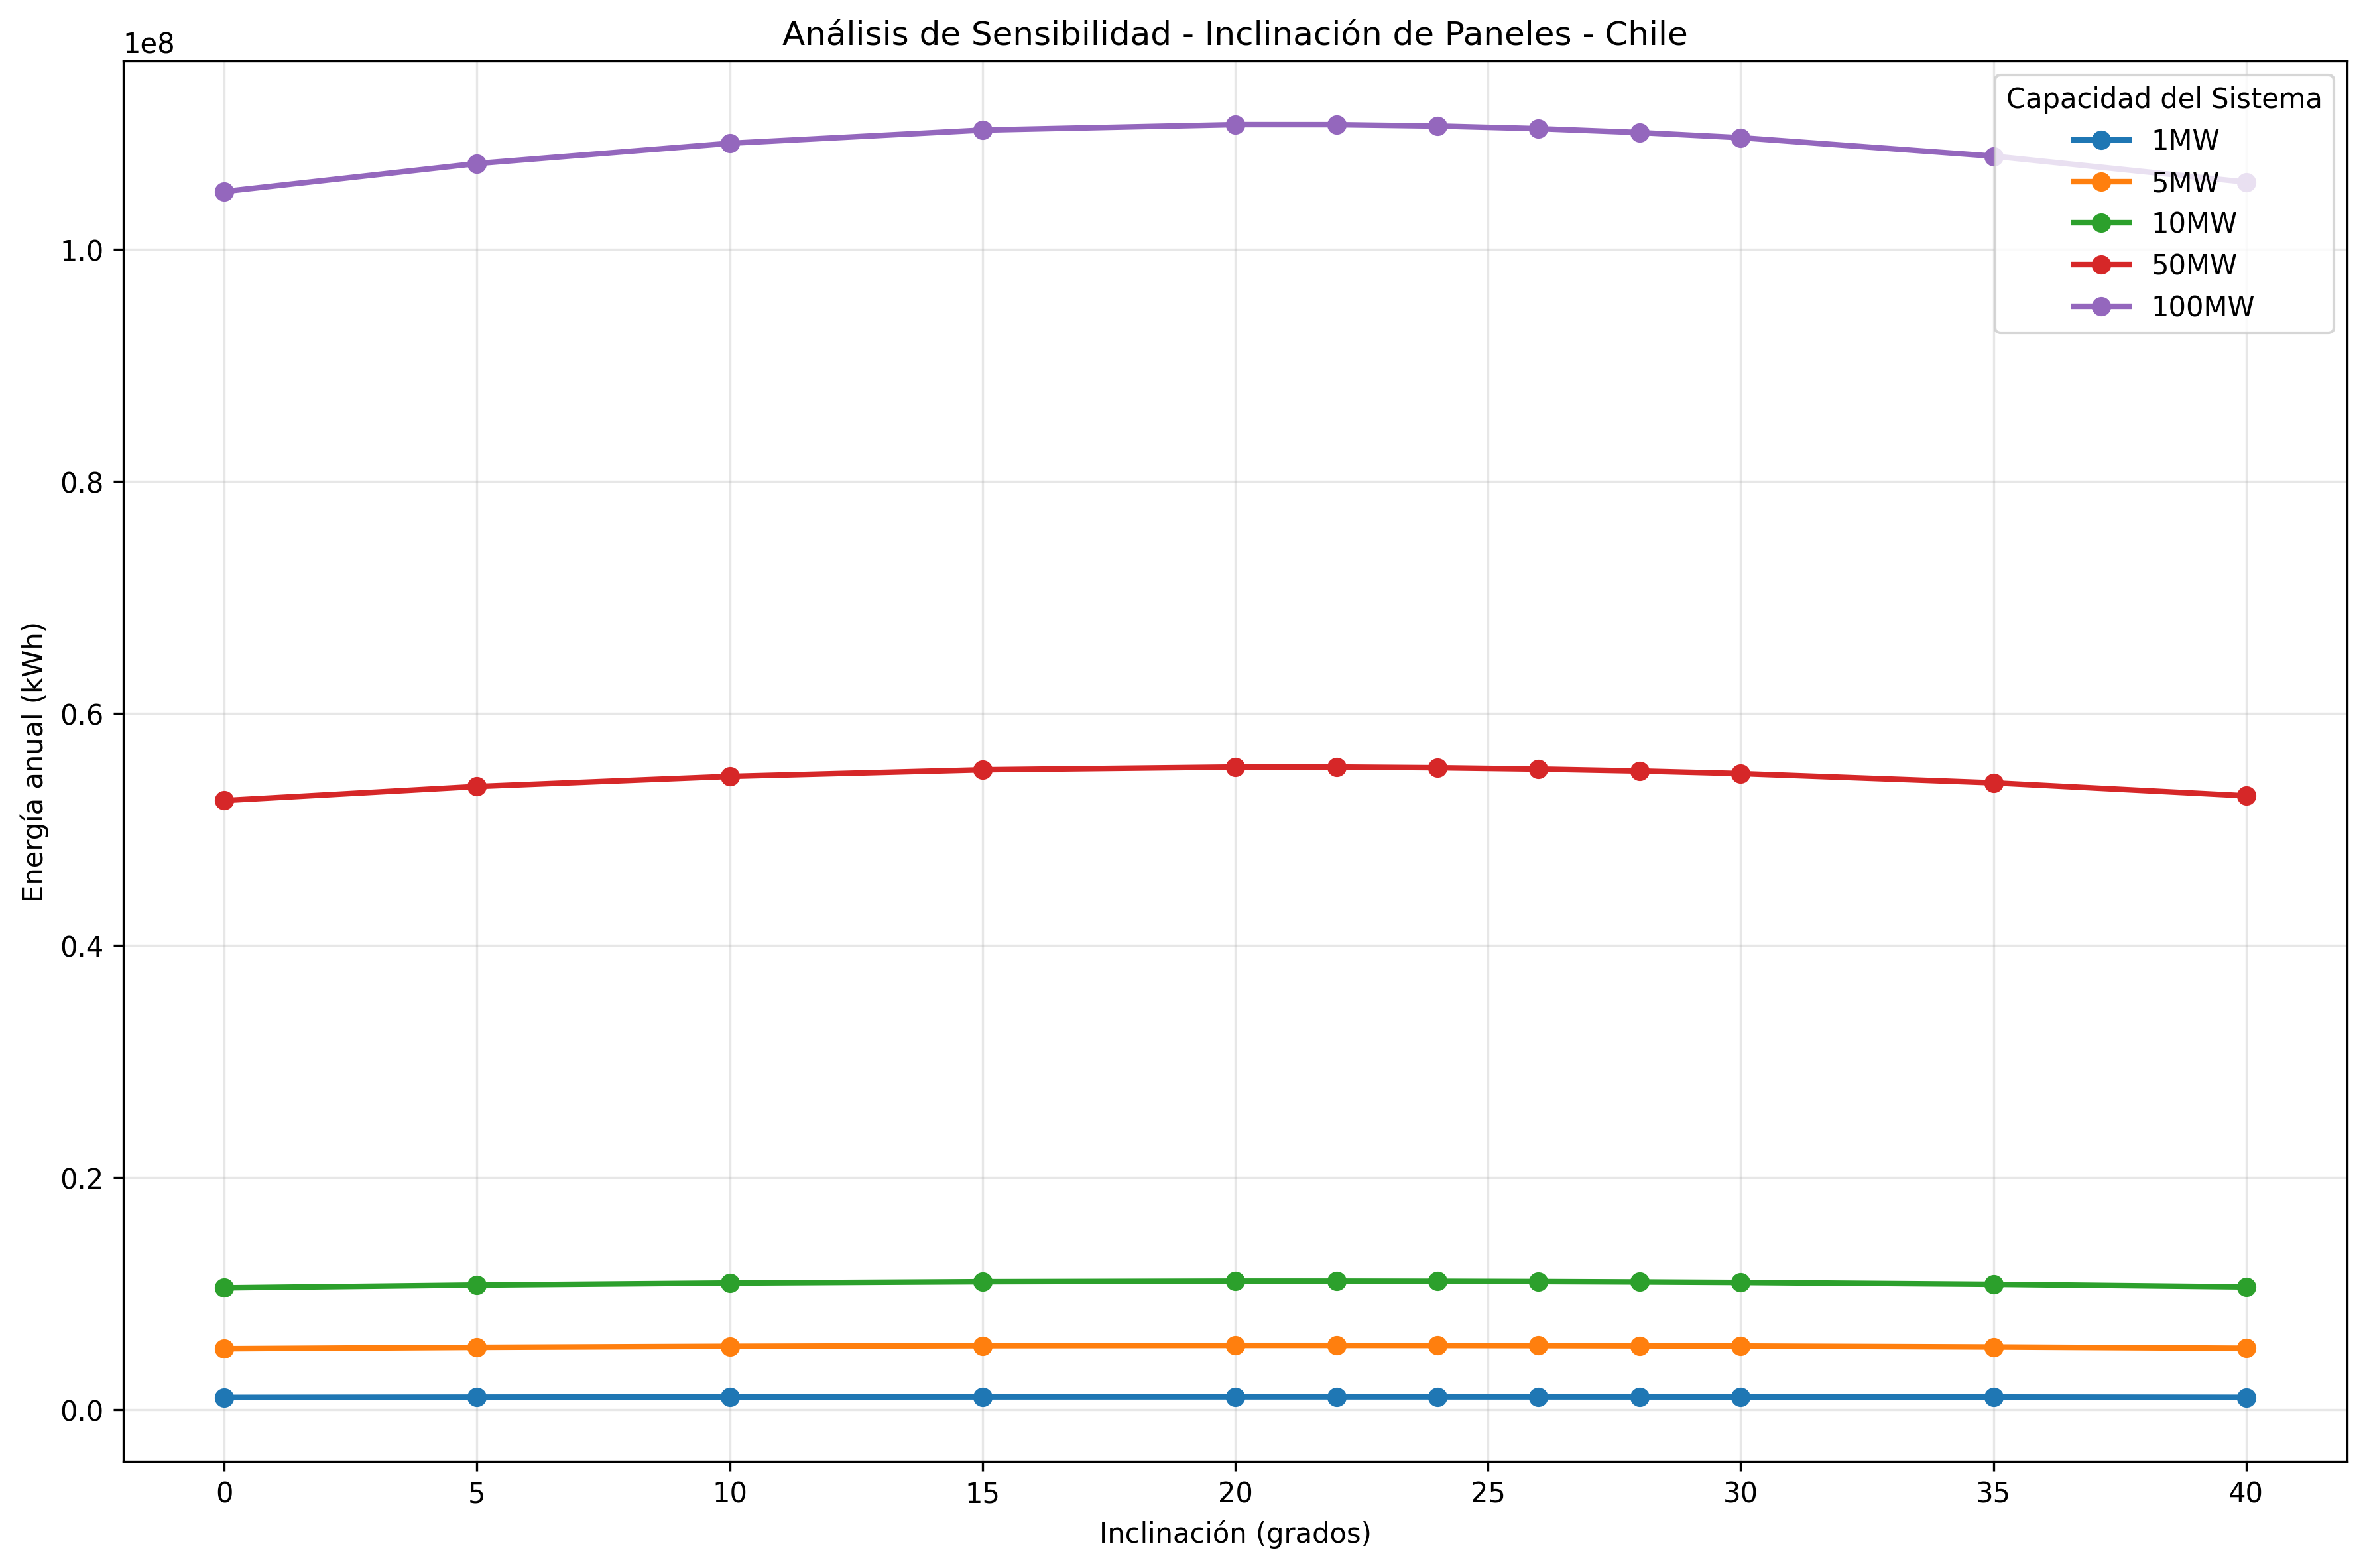 Análisis de Sensibilidad - Inclinación de Paneles - Chile
1e8
Capacidad del Sistema
1MW
5MW
10MW
50MW
100MW
1.0
0.8
0.6
0.4
0.2
0.0
Energía anual (kWh)
0 5 10 15 20 25 30 35 40
Inclinación (grados)